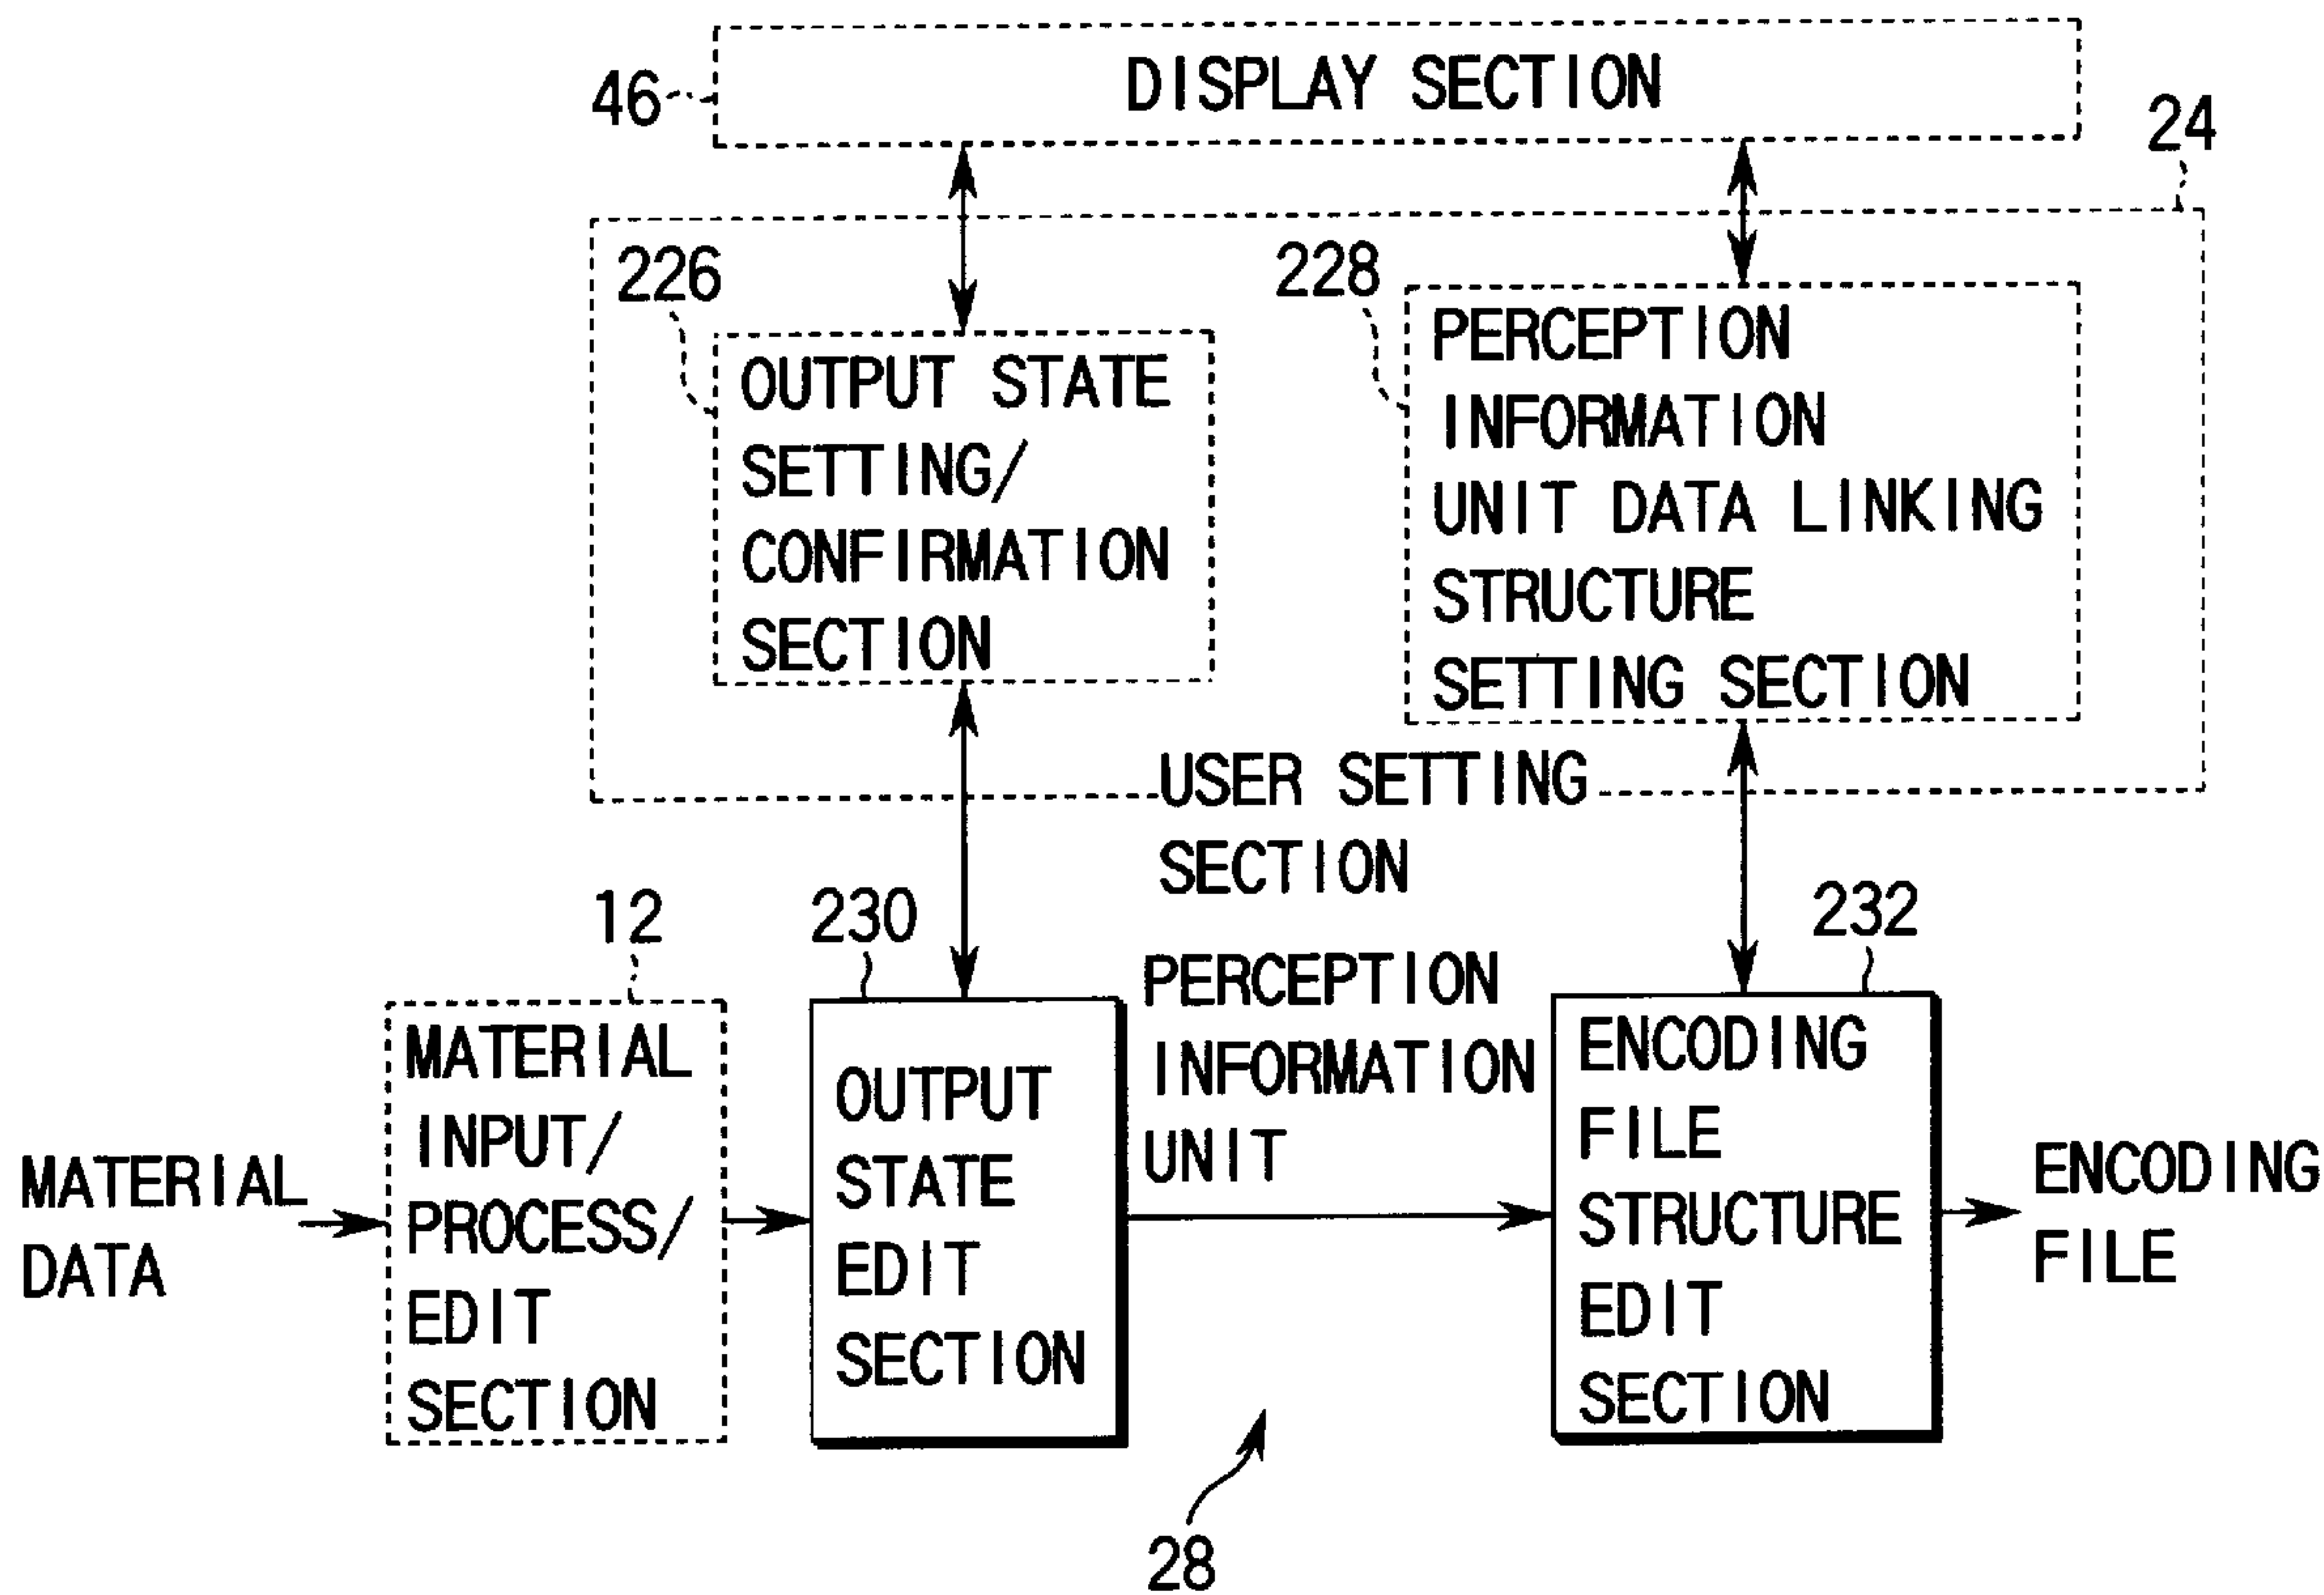 DISPLAY SECTION
46
24
226
228
OUTPUT STATE
SETTING/
CONFIRMATION
SECTION
PERCEPTION
INFORMATION
UNIT DATA LINKING
STRUCTURE
SETTING SECTION
USER SETTING
SECTION
12
230
232
MATERIAL
DATA
MATERIAL
INPUT/
PROCESS/
EDIT
SECTION
OUTPUT
STATE
EDIT
SECTION
PERCEPTION
INFORMATION
UNIT
ENCODING
FILE
STRUCTURE
EDIT
SECTION
ENCODING
FILE
28